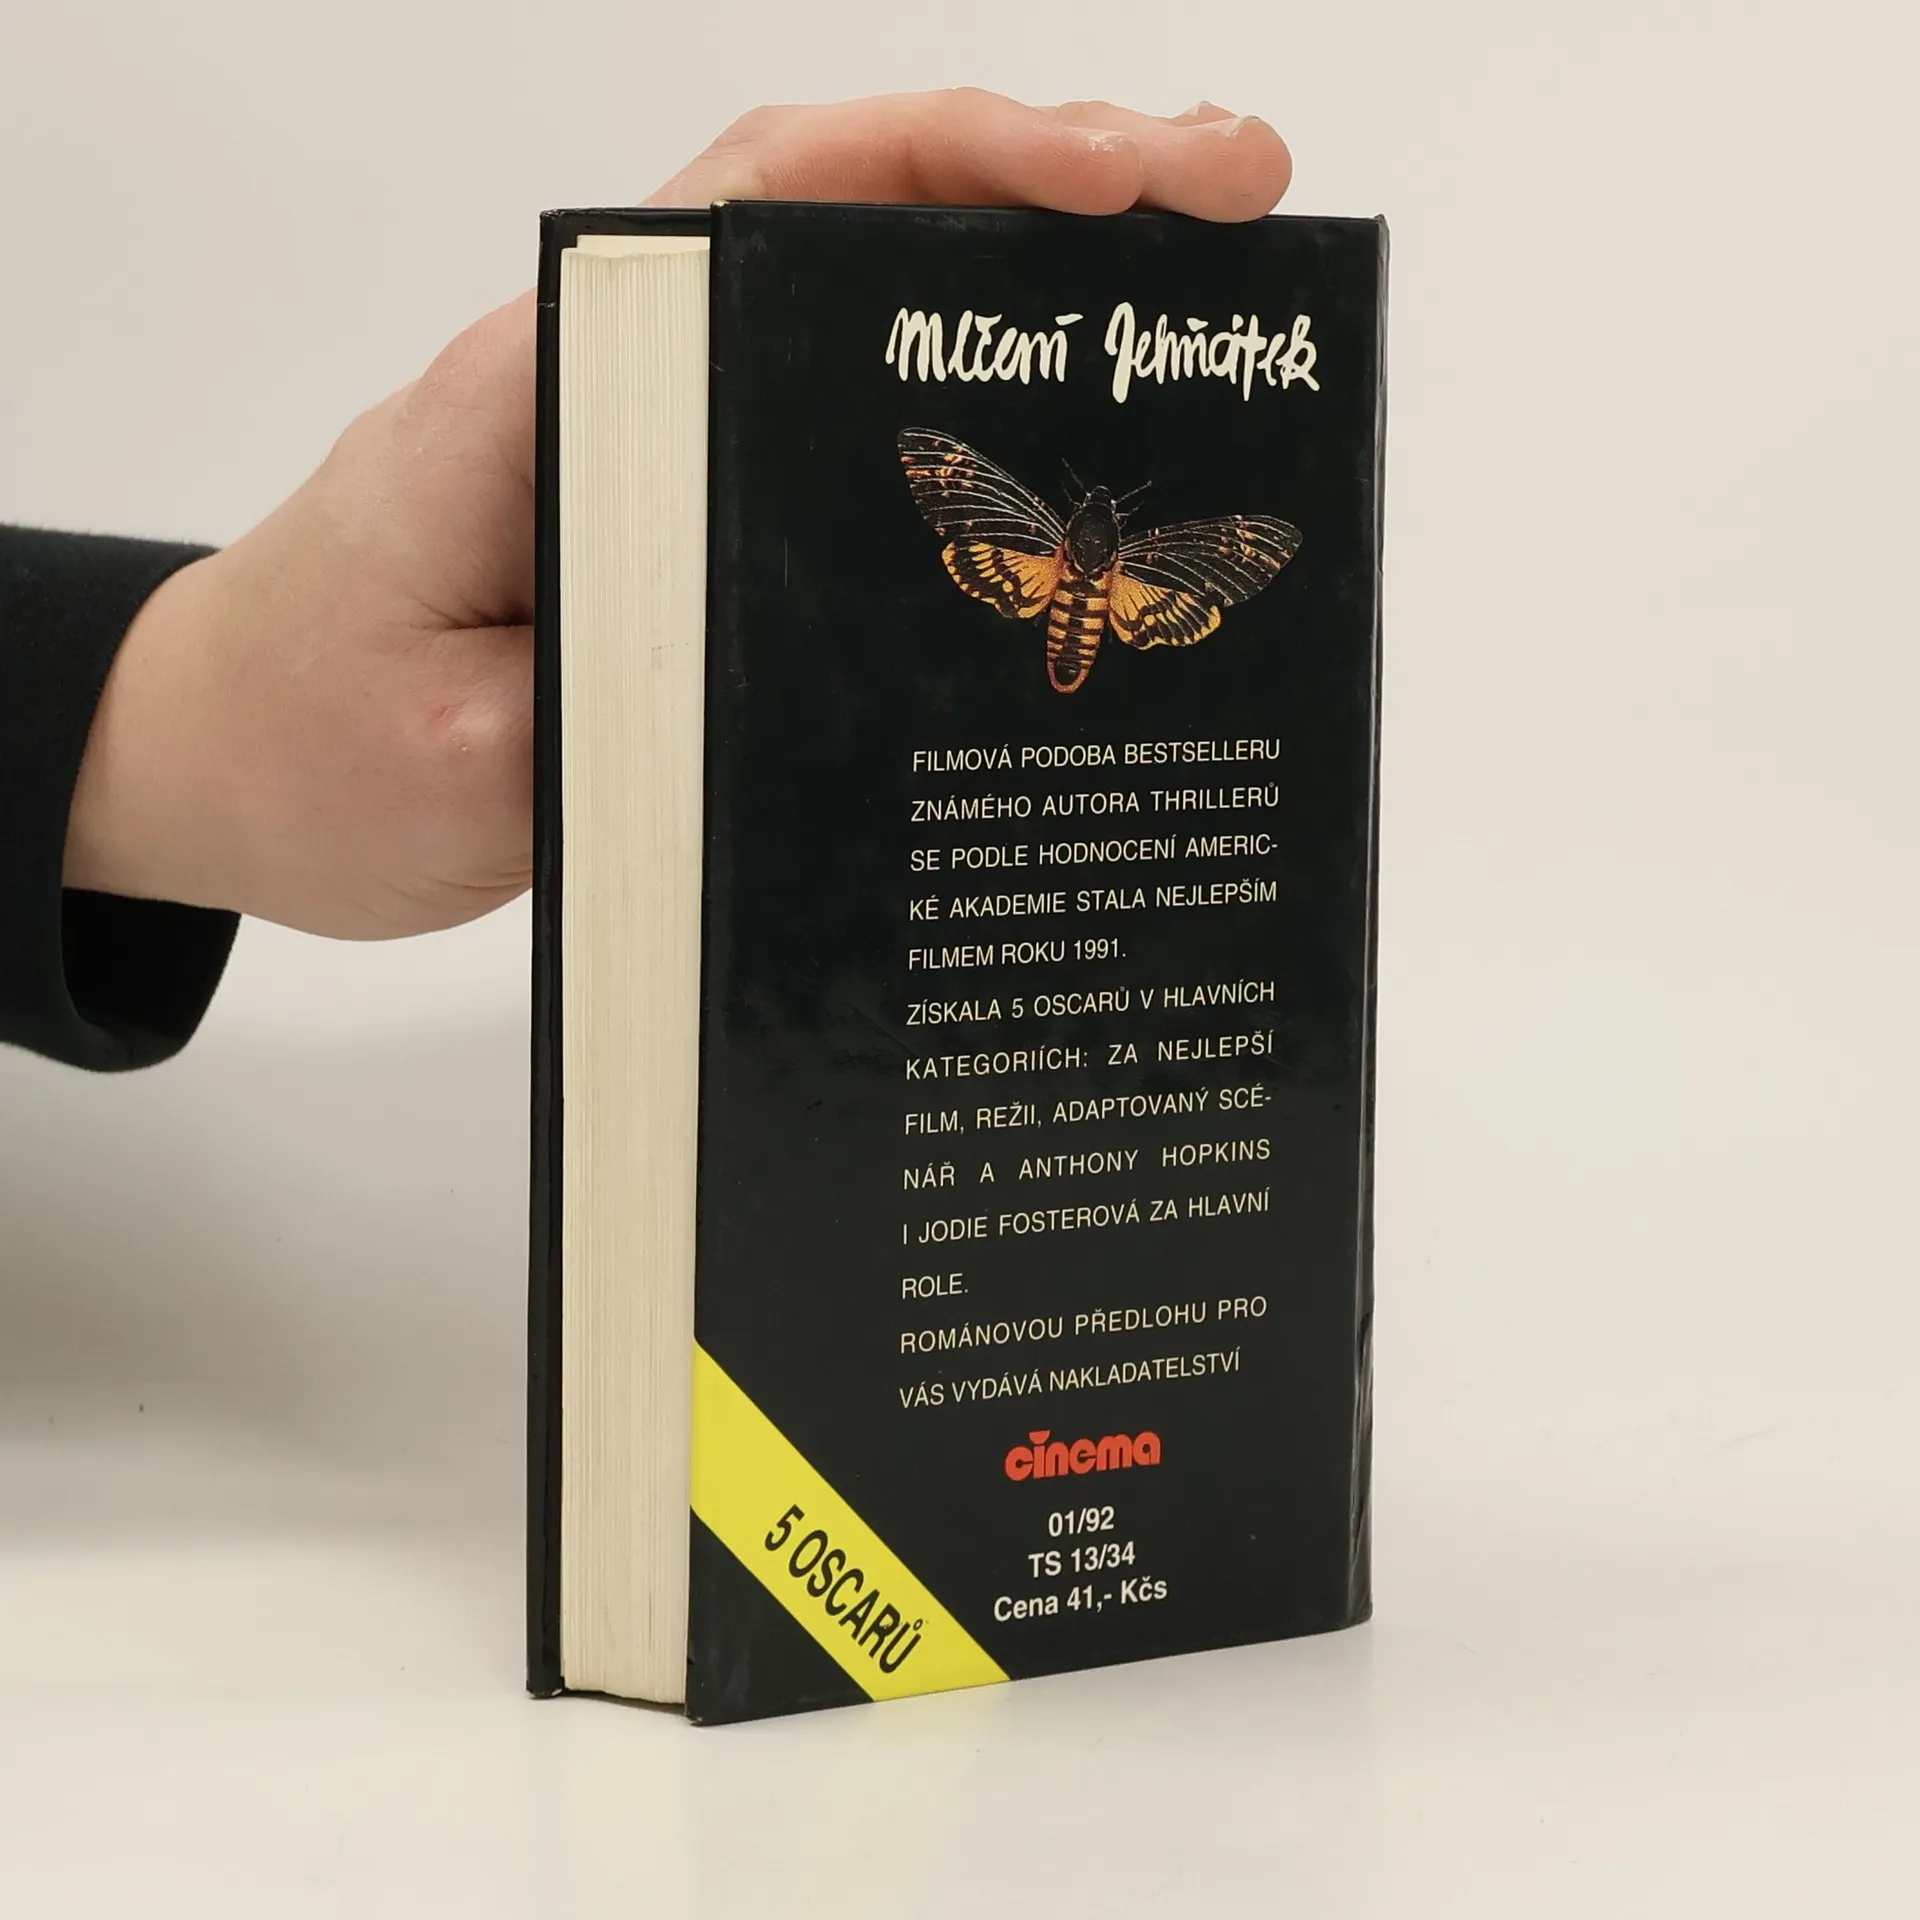 Mlčení Jehňátek
FILMOVÁ PODOBA BESTSELLERU
ZNÁMÉHO AUTORA THRILLERŮ
SE PODLE HODNOCENÍ AMERIC-
KÉ AKADEMIE STALA NEJLEPŠÍM
FILMEM ROKU 1991.
ZÍSKALA 5 OSCARŮ V HLAVNÍCH
KATEGORIÍCH: ZA NEJLEPŠÍ
FILM, REŽII, ADAPTOVANÝ SCÉ-
NÁŘ A ANTHONY HOPKINS
I JODIE FOSTEROVÁ ZA HLAVNÍ
ROLE.
ROMÁNOVOU PŘEDLOHU PRO
VÁS VYDÁVÁ NAKLADATELSTVÍ
cinema
01/92
TS 13/34
Cena 41,- Kčs
5 OSCARŮ